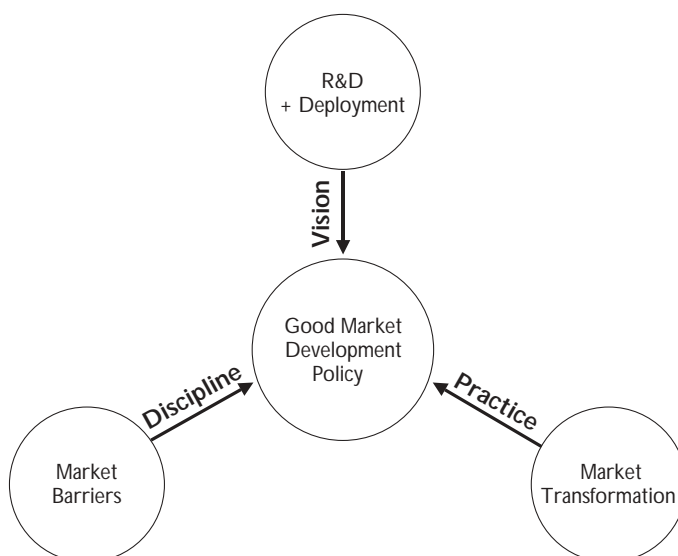 R&D
+ Deployment
Vision
Good Market
Development
Policy
Discipline
Practice
Market
Barriers
Market
Transformation